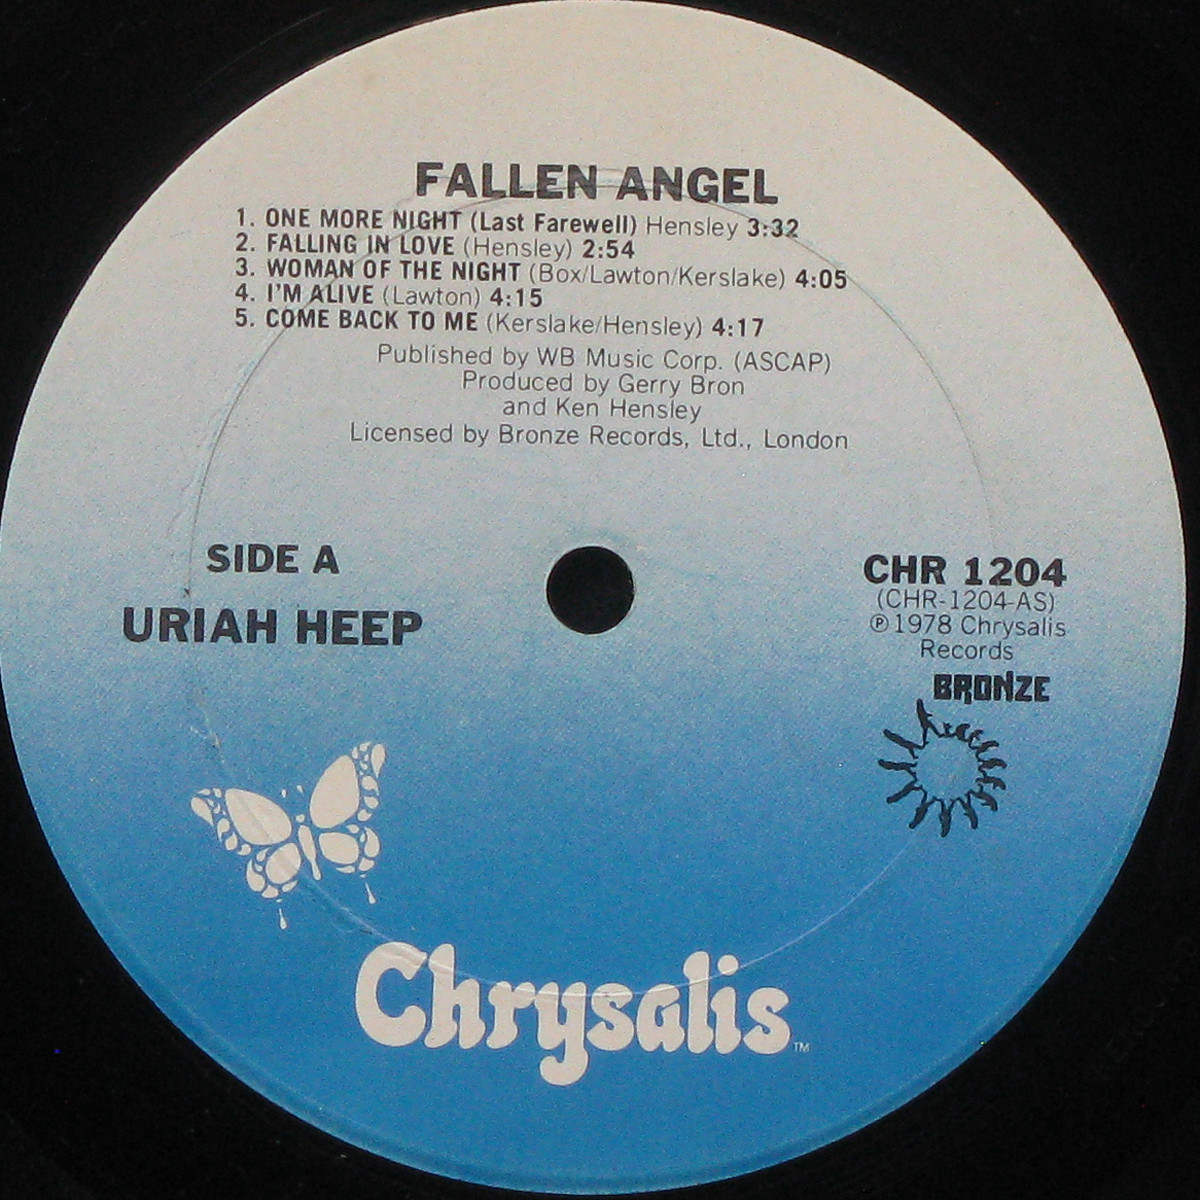 FALLEN ANGEL
1. ONE MORE NIGHT (Last Farewell) Hensley 3:32
2. FALLING IN LOVE (Hensley) 2:54
3. WOMAN OF THE NIGHT (Box/Lawton/Kerslake) 4:05
4. I'M ALIVE (Lawton) 4:15
5. COME BACK TO ME (Kerslake/Hensley) 4:17
Published by WB Music Corp. (ASCAP)
Produced by Gerry Bron
and Ken Hensley
Licensed by Bronze Records, Ltd., London
SIDE A
URIAH HEEP
CHR 1204
(CHR-1204-AS)
℗1978 Chrysalis
Records
BRONZE
Chrysalis™